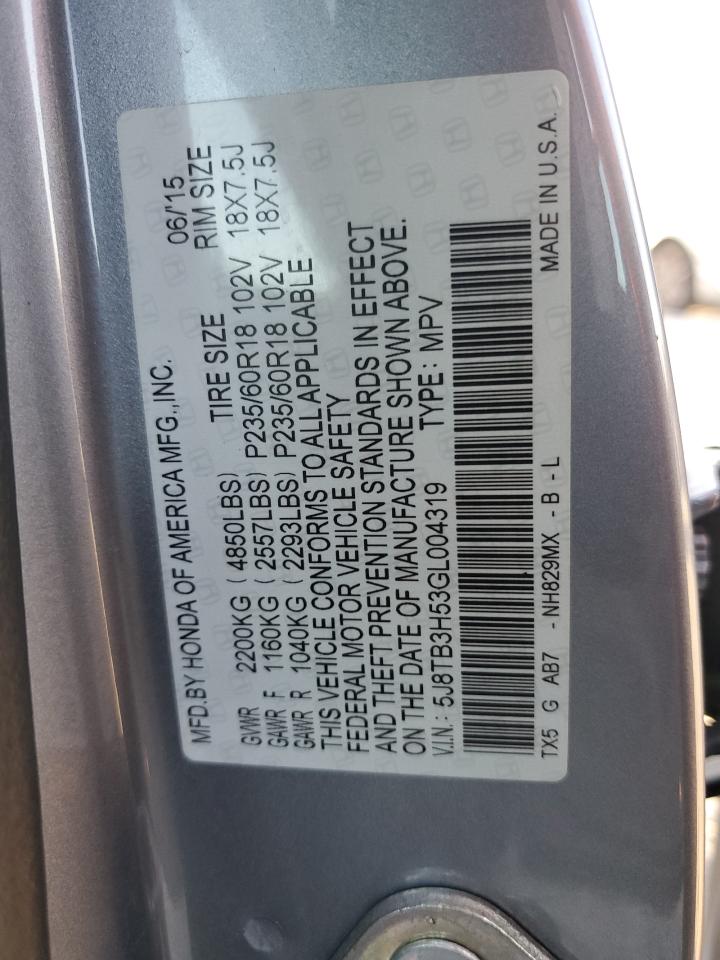 MFD.BY HONDA OF AMERICA MFG.,INC. 06/'15
TIRE SIZE RIM SIZE
GVWR 2200KG ( 4850LBS)
GAWR F 1160KG ( 2557LBS) P235/60R18 102V 18X7.5J
GAWR R 1040KG ( 2293LBS) P235/60R18 102V 18X7.5J
THIS VEHICLE CONFORMS TO ALL APPLICABLE
FEDERAL MOTOR VEHICLE SAFETY
AND THEFT PREVENTION STANDARDS IN EFFECT
ON THE DATE OF MANUFACTURE SHOWN ABOVE.
V.I.N.: 5J8TB3H53GL004319 TYPE: MPV
TX5 G AB7 - NH829MX - B - L MADE IN U.S.A.